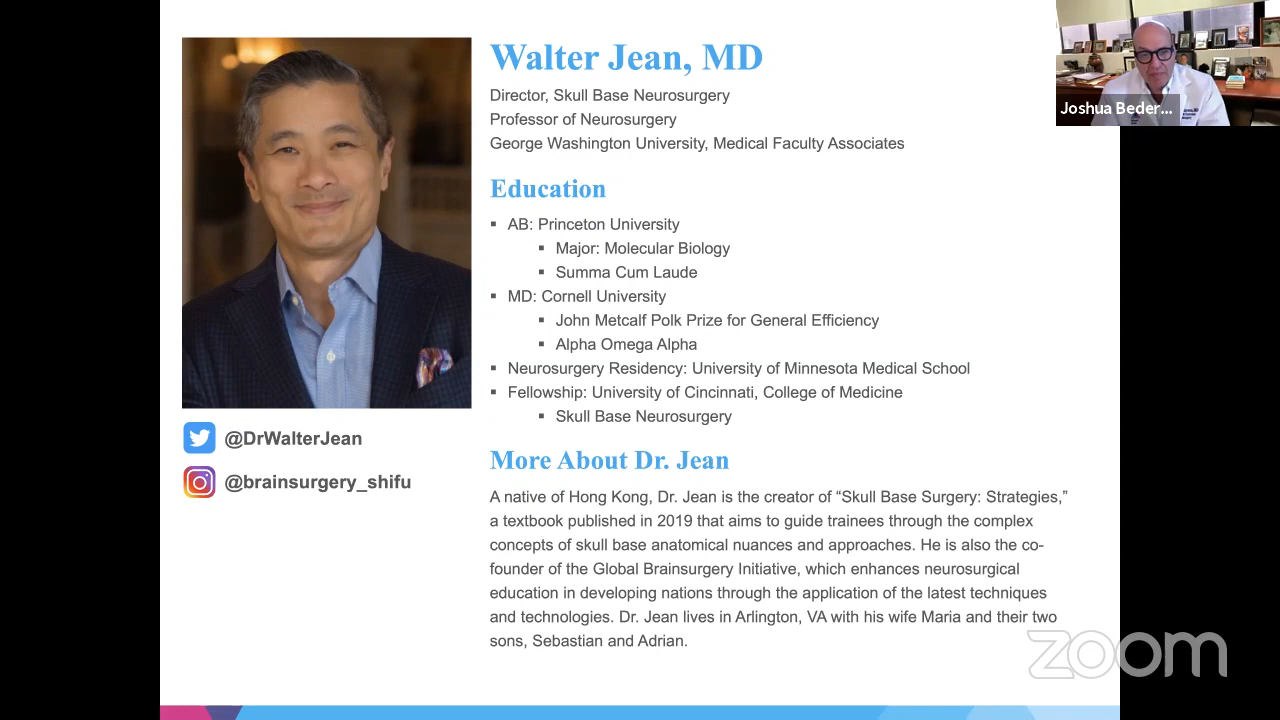 Walter Jean, MD
Director, Skull Base Neurosurgery
Professor of Neurosurgery
George Washington University, Medical Faculty Associates
Education
▪ AB: Princeton University
▪ Major: Molecular Biology
▪ Summa Cum Laude
▪ MD: Cornell University
▪ John Metcalf Polk Prize for General Efficiency
▪ Alpha Omega Alpha
▪ Neurosurgery Residency: University of Minnesota Medical School
▪ Fellowship: University of Cincinnati, College of Medicine
▪ Skull Base Neurosurgery
@DrWalterJean
@brainsurgery_shifu
More About Dr. Jean
A native of Hong Kong, Dr. Jean is the creator of “Skull Base Surgery: Strategies,”
a textbook published in 2019 that aims to guide trainees through the complex
concepts of skull base anatomical nuances and approaches. He is also the co-
founder of the Global Brainsurgery Initiative, which enhances neurosurgical
education in developing nations through the application of the latest techniques
and technologies. Dr. Jean lives in Arlington, VA with his wife Maria and their two
sons, Sebastian and Adrian.
Joshua Beder...
zoom